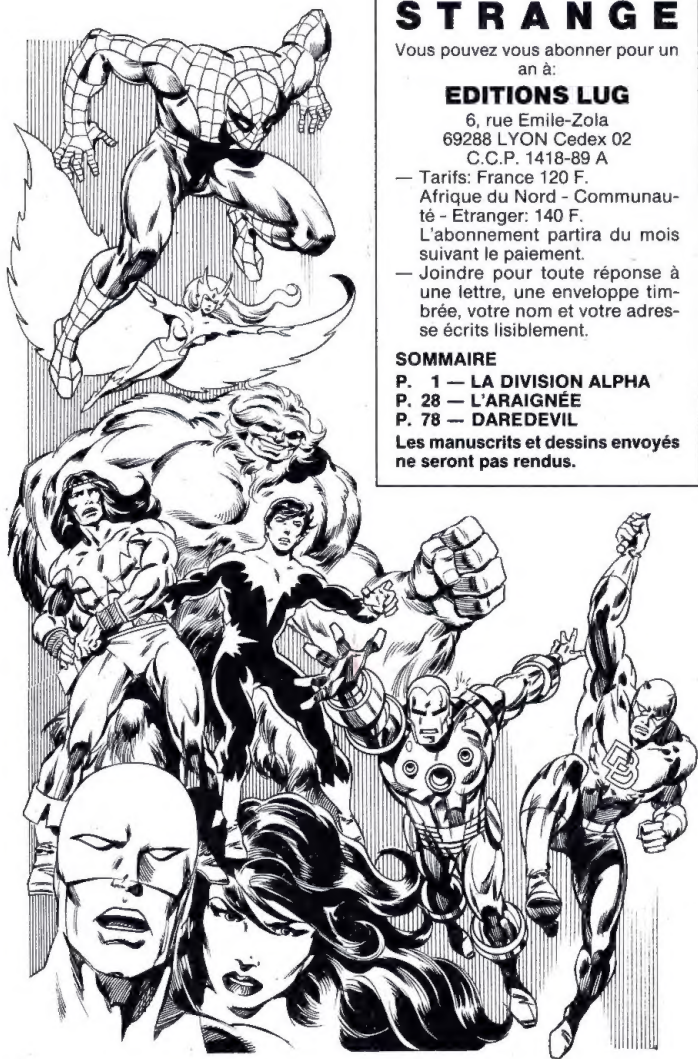 STRANGE
Vous pouvez vous abonner pour un
an à:
EDITIONS LUG
6, rue Emile-Zola
69288 LYON Cedex 02
C.C.P. 1418-89 A
— Tarifs: France 120 F.
Afrique du Nord - Communau-
té - Etranger: 140 F.
L'abonnement partira du mois
suivant le paiement.
— Joindre pour toute réponse à
une lettre, une enveloppe tim-
brée, votre nom et votre adres-
se écrits lisiblement.
SOMMAIRE
P. 1 — LA DIVISION ALPHA
P. 28 — L'ARAIGNÉE
P. 78 — DAREDEVIL
Les manuscrits et dessins envoyés
ne seront pas rendus.
DD